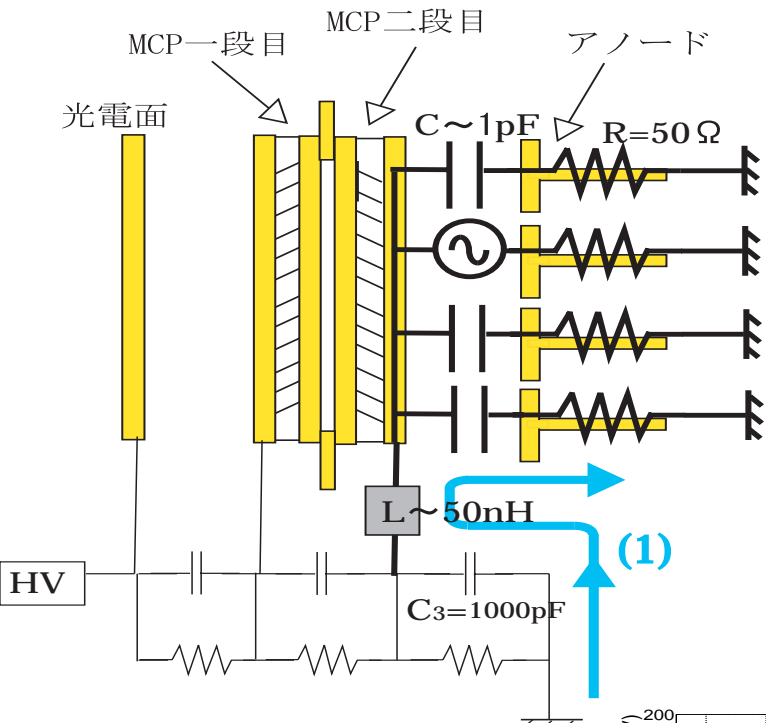 MCP一段目
MCP二段目
アノード
光電面
C～1pF
R=50Ω
L～50nH
(1)
HV
C3=1000pF
200